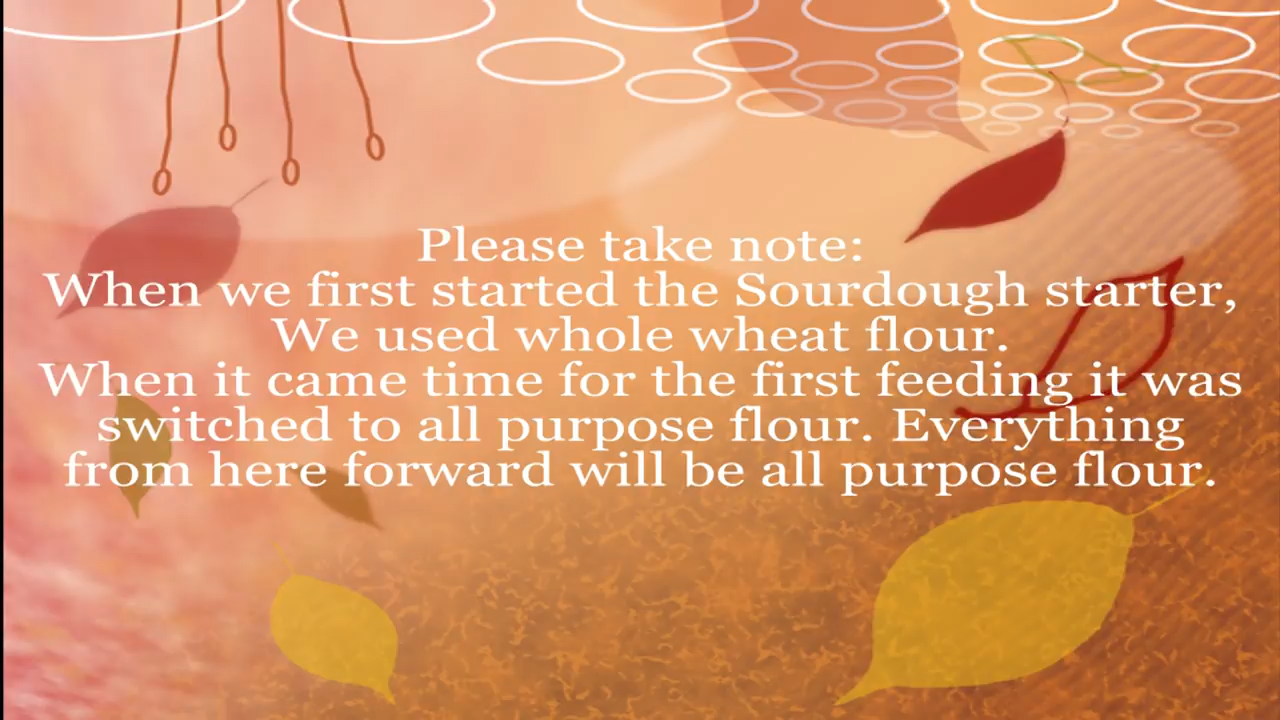 Please take note:
When we first started the Sourdough starter,
We used whole wheat flour.
When it came time for the first feeding it was
switched to all purpose flour. Everything
from here forward will be all purpose flour.